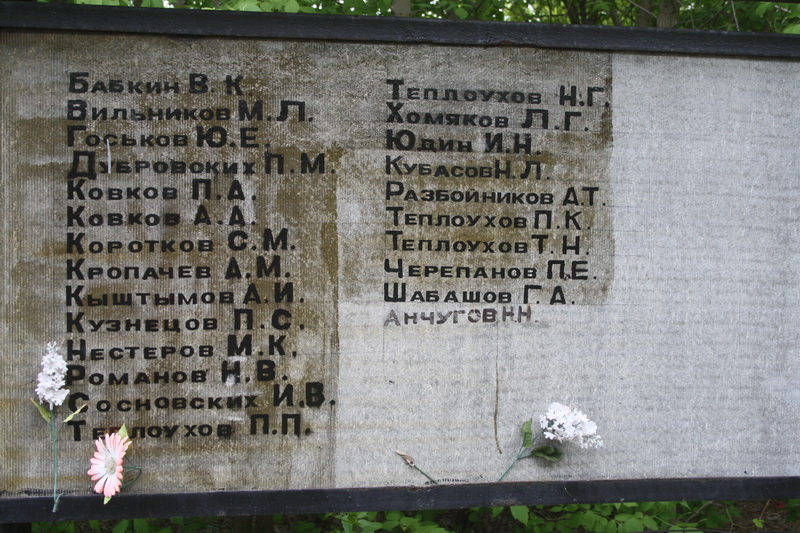 Бабкин В. К
Вильников М.Л.
Госьков Ю.Е.
Дубровских П.М.
Ковков П.А.
Ковков А.Д.
Коротков С.М.
Кропачев А.М.
Кыштымов А.И.
Кузнецов П.С.
Нестеров М.К.
Романов Н.В.
Сосновских И.В.
Теплоухов П.П.
Теплоухов Н.Г.
Хомяков Л.Г.
Юдин И.Н.
Кубасов Н.Л.
Разбойников А.Т.
Теплоухов П.К.
Теплоухов Т.Н.
Черепанов П.Е.
Шабашов Г.А.
Анчугов Н.Н.